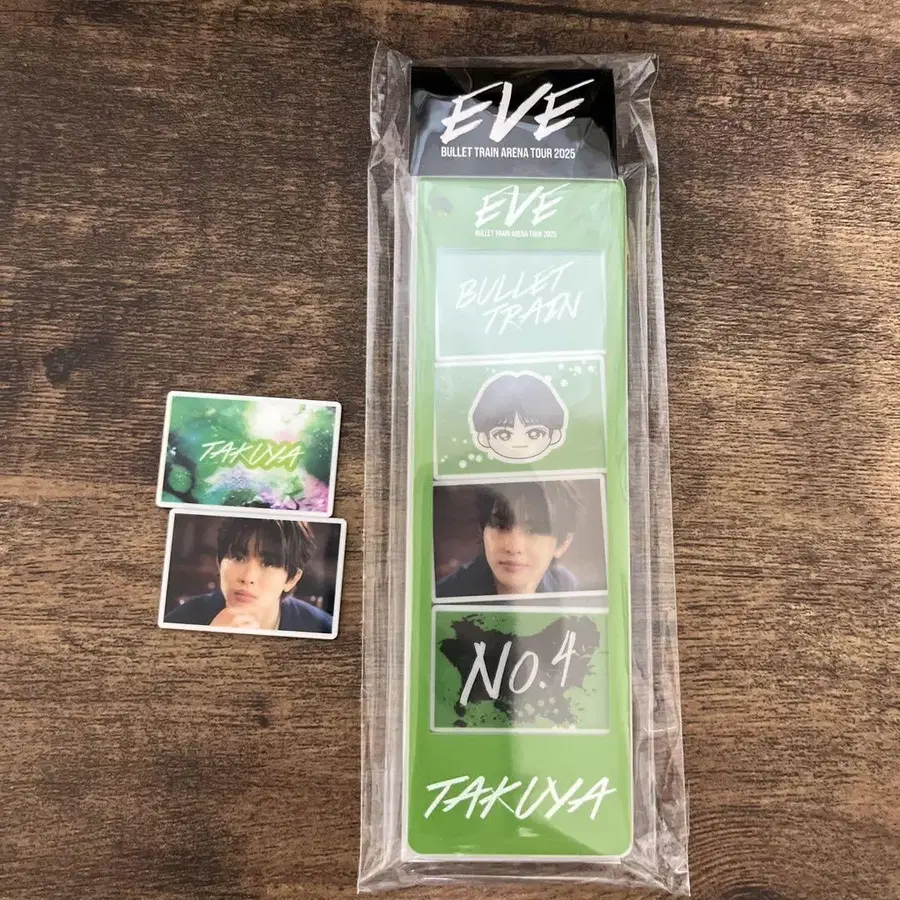 EVE
BULLET TRAIN ARENA TOUR 2025
EVE
BULLET TRAIN ARENA TOUR 2025
BULLET
TRAIN
TAKUYA
No.4
TAKUYA